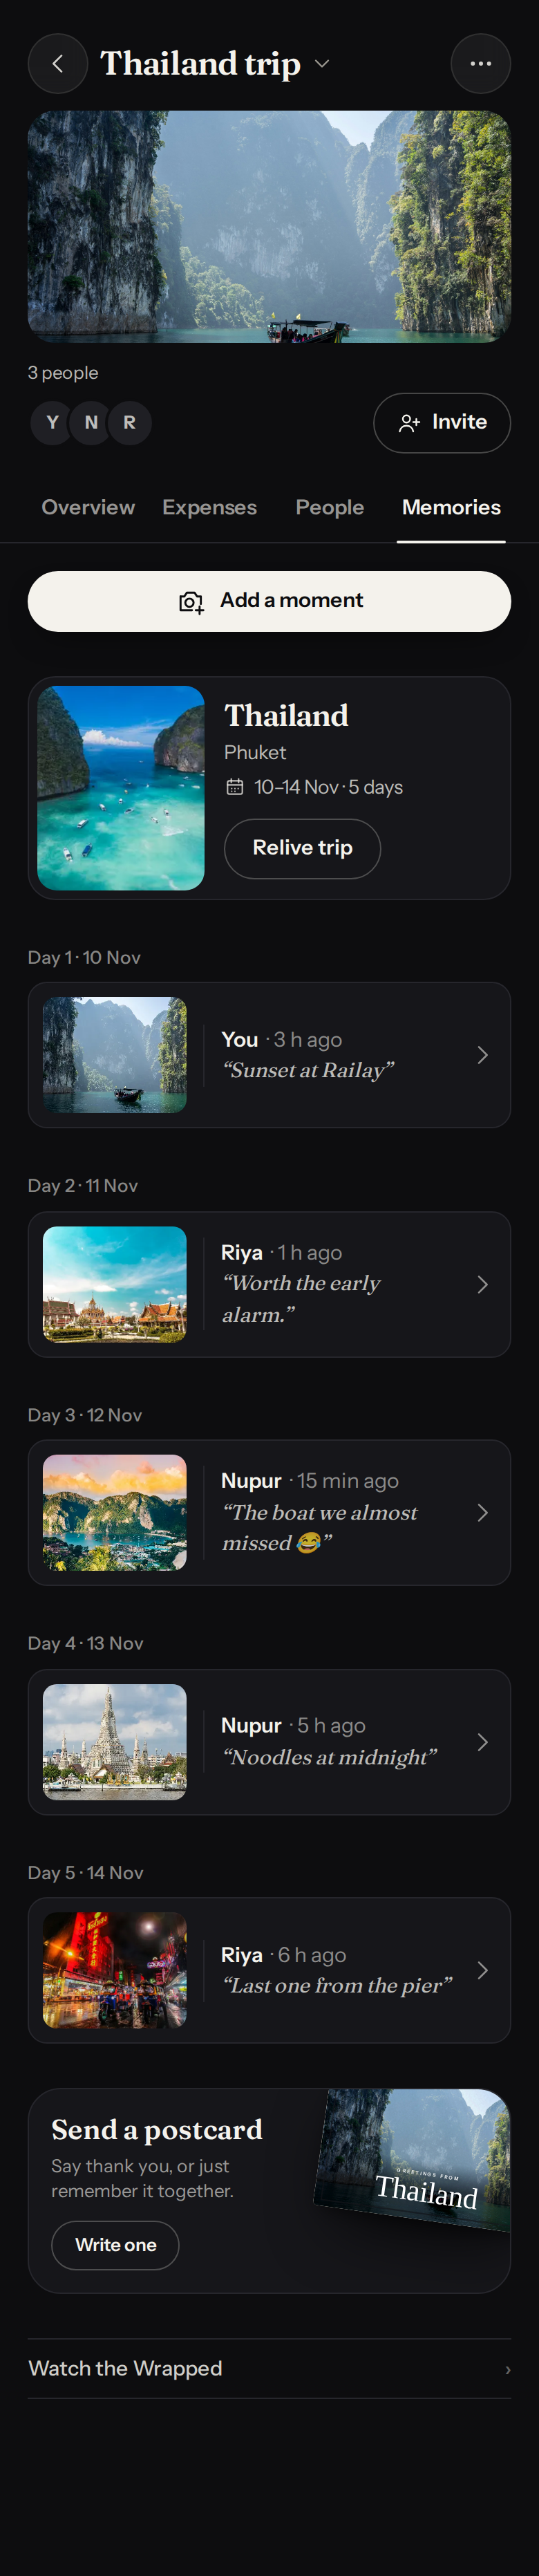 Thailand trip
3 people
Y N R
Invite
Overview Expenses People Memories
Add a moment
Thailand
Phuket
10–14 Nov · 5 days
Relive trip
Day 1 · 10 Nov
You · 3 h ago
“Sunset at Railay”
Day 2 · 11 Nov
Riya · 1 h ago
“Worth the early
alarm.”
Day 3 · 12 Nov
Nupur · 15 min ago
“The boat we almost
missed 😂”
Day 4 · 13 Nov
Nupur · 5 h ago
“Noodles at midnight”
Day 5 · 14 Nov
Riya · 6 h ago
“Last one from the pier”
Send a postcard
Say thank you, or just
remember it together.
Write one
GREETINGS FROM
Thailand
Watch the Wrapped